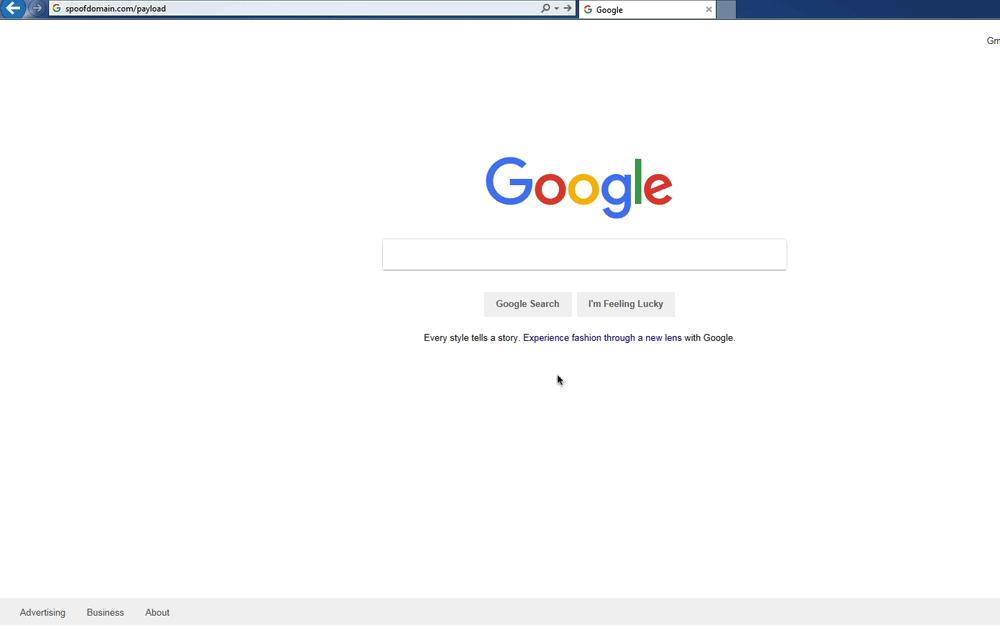 spoofdomain.com/payload
Google
Gm
Google
Google Search
I'm Feeling Lucky
Every style tells a story. Experience fashion through a new lens with Google.
Advertising
Business
About